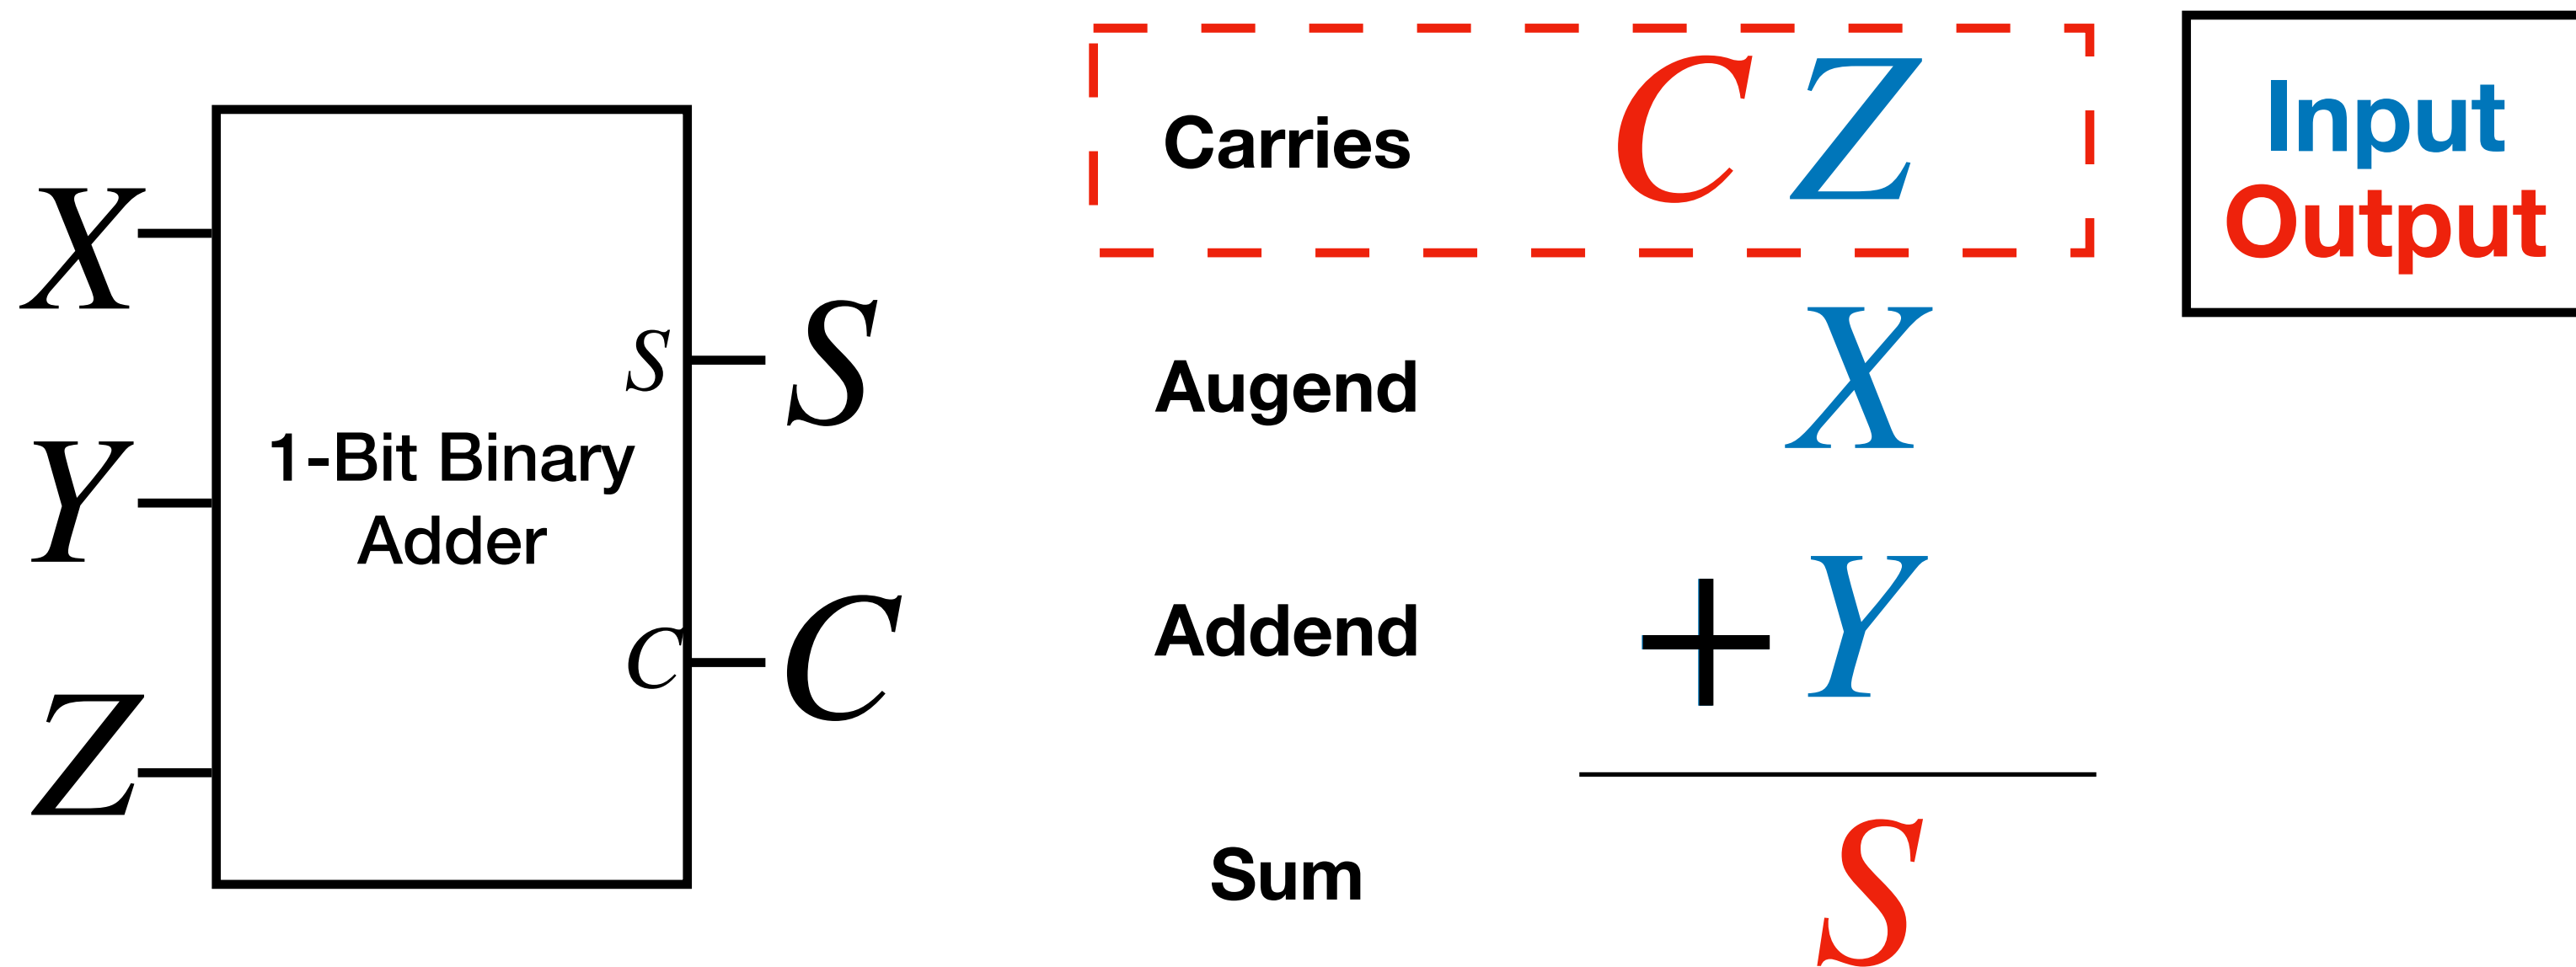 X
Y
Z
1-Bit Binary
Adder
S
C
S
C
Carries C Z
Augend X
Addend + Y
Sum S
Input
Output